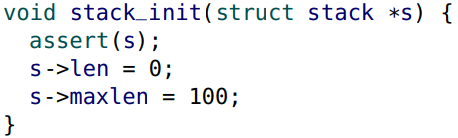 void stack_init(struct stack *s) {
  assert(s);
  s->len = 0;
  s->maxlen = 100;
}